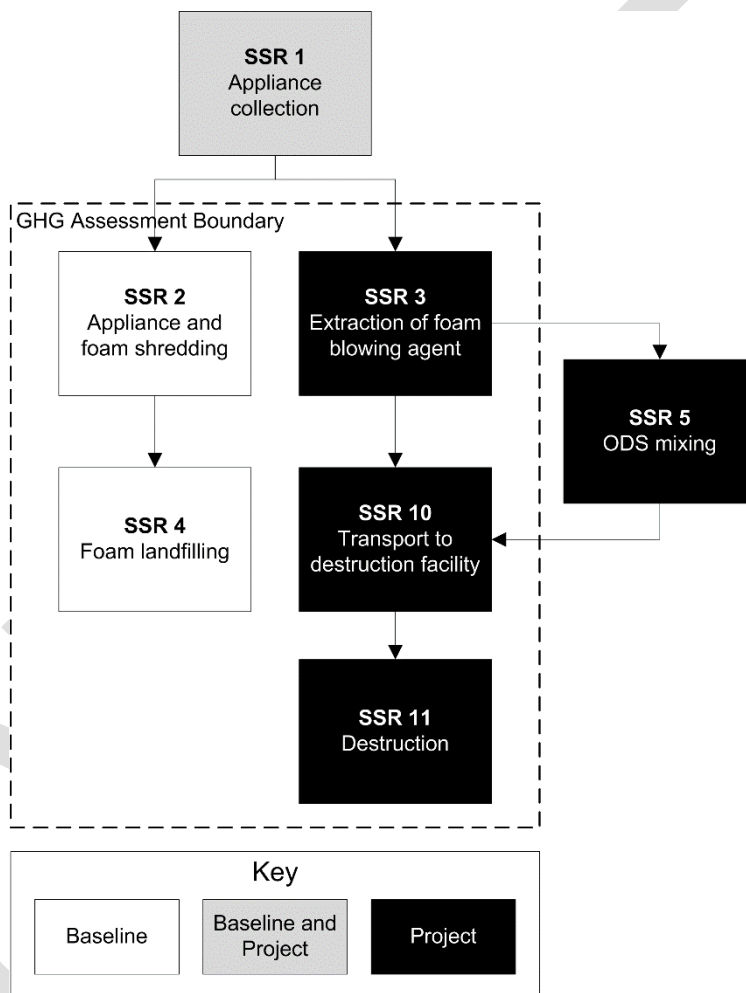 SSR 1
Appliance
collection
GHG Assessment Boundary
SSR 2
Appliance and
foam shredding
SSR 3
Extraction of foam
blowing agent
SSR 5
ODS mixing
SSR 4
Foam landfilling
SSR 10
Transport to
destruction facility
SSR 11
Destruction
Key
Baseline
Baseline and
Project
Project